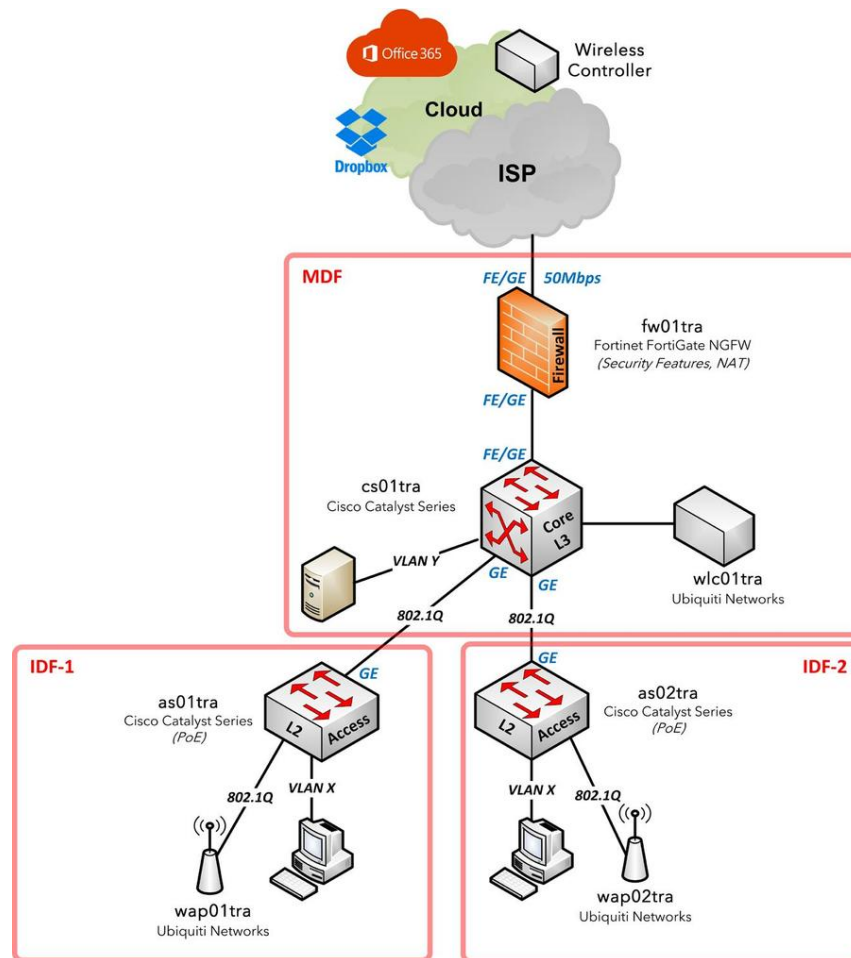 Office 365
Wireless
Controller
Cloud
Dropbox
ISP
MDF
FE/GE 50Mbps
Firewall
fw01tra
Fortinet FortiGate NGFW
(Security Features, NAT)
FE/GE
FE/GE
cs01tra
Cisco Catalyst Series
Core
L3
VLAN Y
GE
GE
wlc01tra
Ubiquiti Networks
802.1Q
802.1Q
IDF-1
GE
as01tra
Cisco Catalyst Series
(PoE)
L2
Access
802.1Q
VLAN X
wap01tra
Ubiquiti Networks
IDF-2
GE
as02tra
Cisco Catalyst Series
(PoE)
L2
Access
VLAN X
802.1Q
wap02tra
Ubiquiti Networks